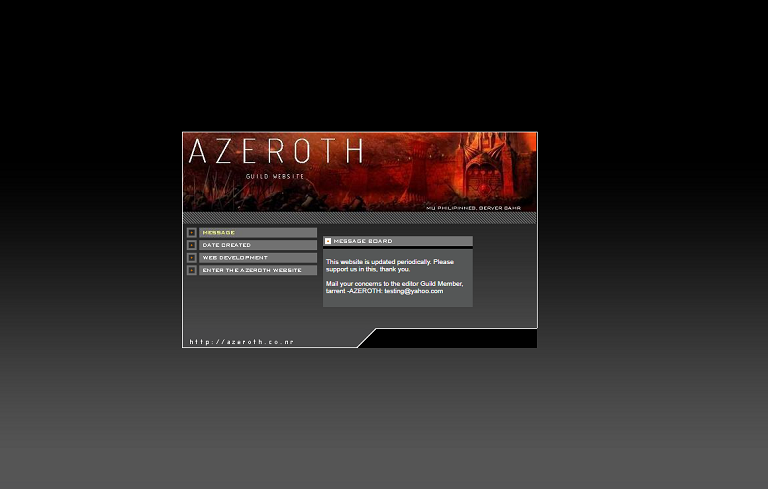 AZEROTH
GUILD WEBSITE
MU PHILIPINNES, SERVER SAHR
MESSAGE
DATE CREATED
WEB DEVELOPMENT
ENTER THE AZEROTH WEBSITE
MESSAGE BOARD
This website is updated periodically. Please
support us in this, thank you.
Mail your concerns to the editor Guild Member,
tarrent -AZEROTH: testing@yahoo.com
http://azeroth.co.nr